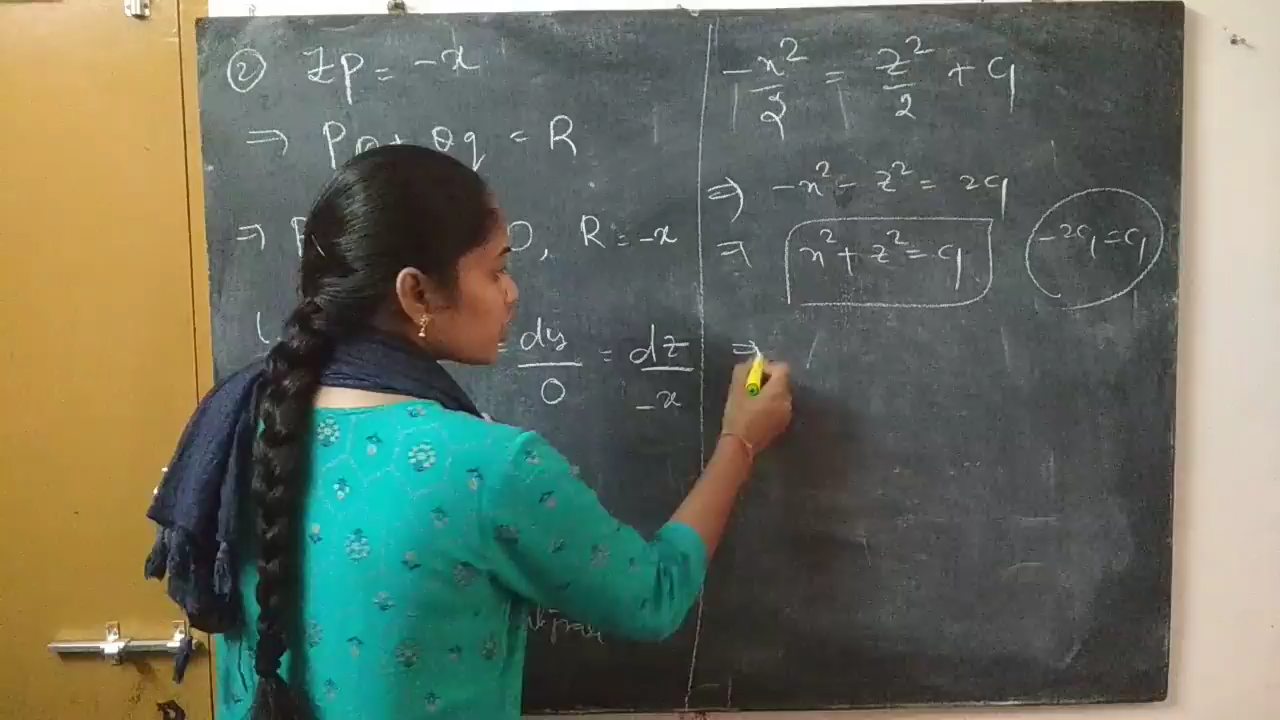 ② zp = -x
⇒ Pp + Qq = R
⇒ P 0, R = -x
= dy/0 = dz/-x
-x²/2 = z²/2 + c₁
⇒ -x² - z² = 2c₁
⇒ x² + z² = c₁
-2c₁ = c₁
⇒